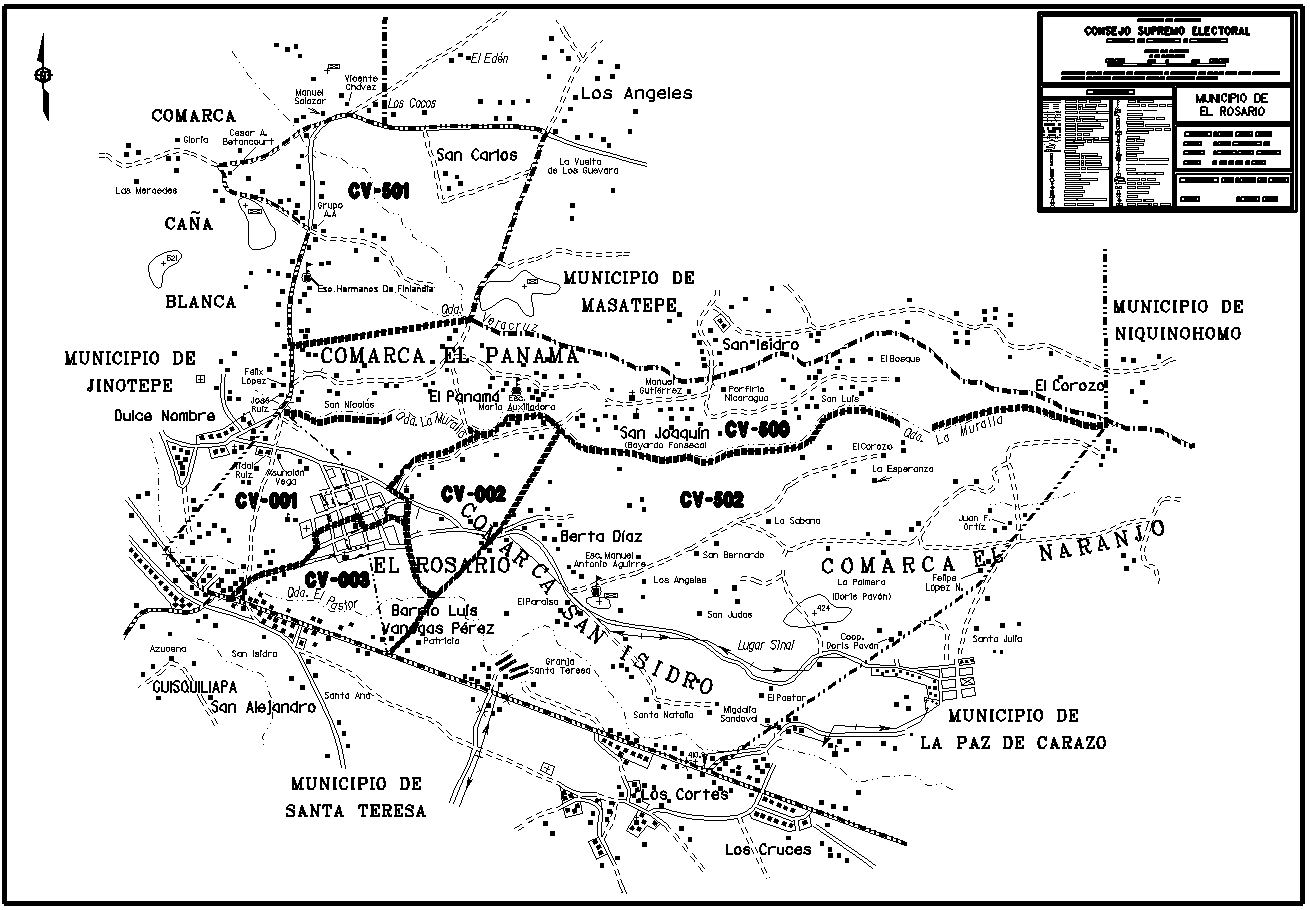 CONSEJO SUPREMO ELECTORAL
MUNICIPIO DE
EL ROSARIO
El Edén
Vicente
Chávez
Manuel
Salazar
Los Cocos
Los Angeles
COMARCA
Gloria
Cesar A.
Betancourt
San Carlos
La Vuelta
de Los Guevara
Las Mercedes
CV-501
Grupo
A.A
CAÑA
521
Esc. Hermanos De Finlandia
MUNICIPIO DE
MASATEPE
BLANCA
Qda. Veracruz
MUNICIPIO DE
NIQUINOHOMO
San Isidro
COMARCA EL PANAMA
El Bosque
MUNICIPIO DE
JINOTEPE
Félix
López
Manuel
Gutiérrez
Porfirio
Nicaragua
El Corozo
El Panamá
Esc.
María Auxiliadora
José
Ruiz
San Nicolás
San Luis
Dulce Nombre
Qda. La Muralla
San Joaquín
(Bayardo Fonseca)
CV-500
Qda. La Muralla
El Corozo
Vidal
Ruiz
Asunción
Vega
La Esperanza
CV-001
CV-002
CV-502
La Sabana
Juan F.
Ortíz
Berta Díaz
COMARCA SAN ISIDRO
Esc. Manuel
Antonio Aguirre
San Bernardo
COMARCA EL NARANJO
EL ROSARIO
CV-003
Los Angeles
La Palmera
(Doris Pavón)
Felipe
López N.
Qda. El Pastor
El Paraiso
424
Barrio Luís
Vanegas Pérez
San Judas
Patricia
Lugar Sinaí
Coop.
Doris Pavón
Santa Julia
Azucena
San Isidro
Granja
Santa Teresa
GUISQUILIAPA
San Alejandro
Santa Ana
El Pastor
Santa Natalia
Migdalia
Sandoval
MUNICIPIO DE
LA PAZ DE CARAZO
MUNICIPIO DE
SANTA TERESA
Los Cortes
Los Cruces